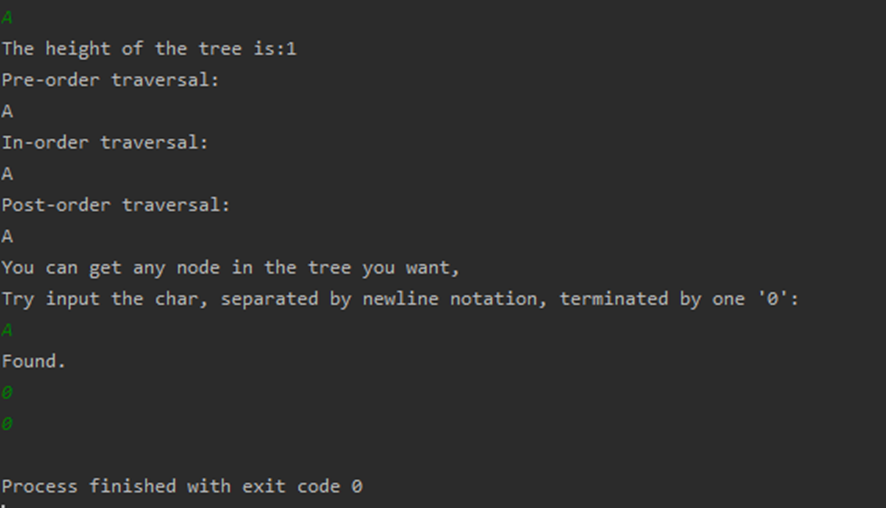 A
The height of the tree is:1
Pre-order traversal:
A
In-order traversal:
A
Post-order traversal:
A
You can get any node in the tree you want,
Try input the char, separated by newline notation, terminated by one '0':
A
Found.
0
0
Process finished with exit code 0